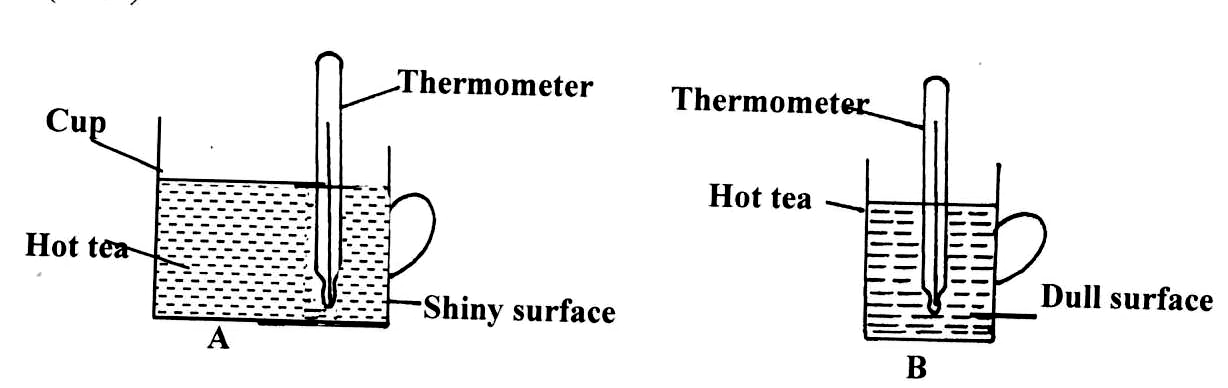 Thermometer
Cup
Hot tea
Shiny surface
A
Thermometer
Hot tea
Dull surface
B